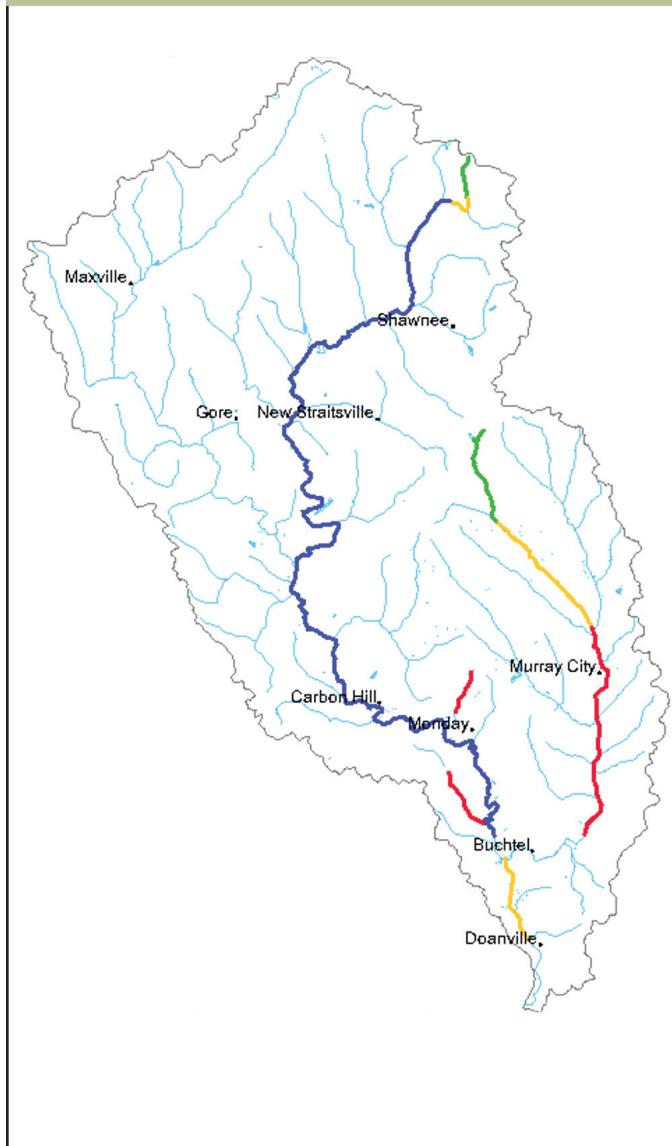 Maxville
Shawnee
Gore
New Straitsville
Murray City
Carbon Hill
Monday
Buchtel
Doanville